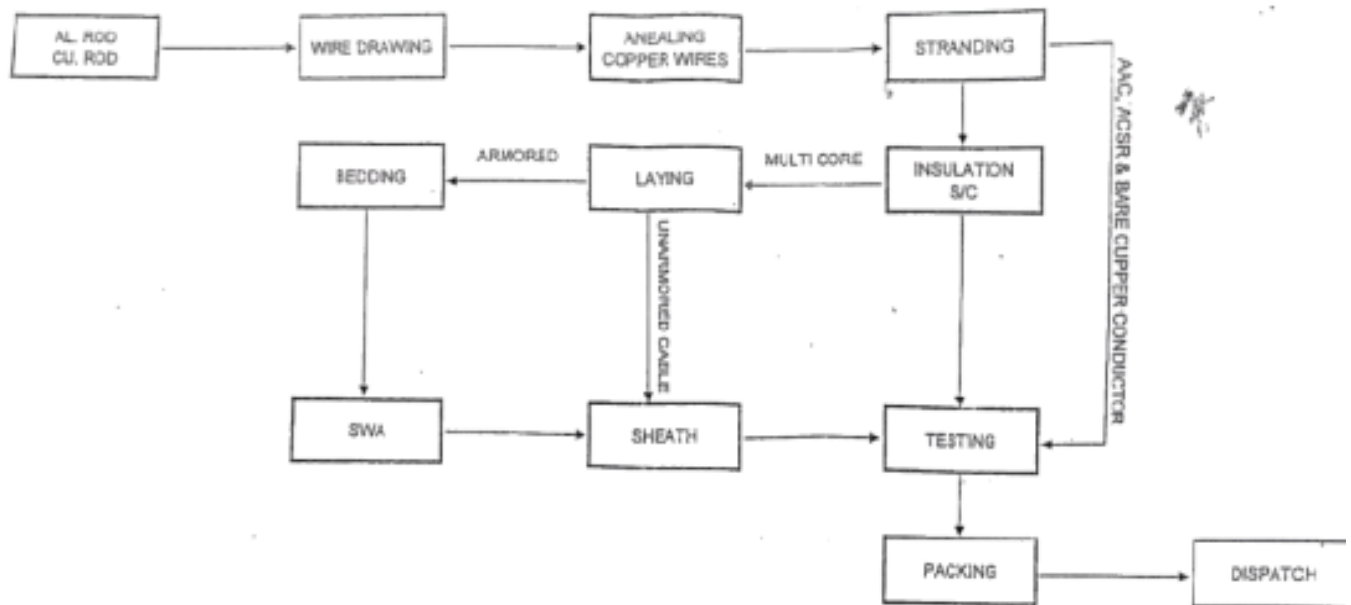 AL. ROD
CU. ROD
WIRE DRAWING
ANEALING
COPPER WIRES
STRANDING
AAC, ACSR & BARE CUPPER CONDUCTOR
BEDDING
ARMORED
LAYING
MULTI CORE
INSULATION
S/C
UNARMORED CABLE
SWA
SHEATH
TESTING
PACKING
DISPATCH